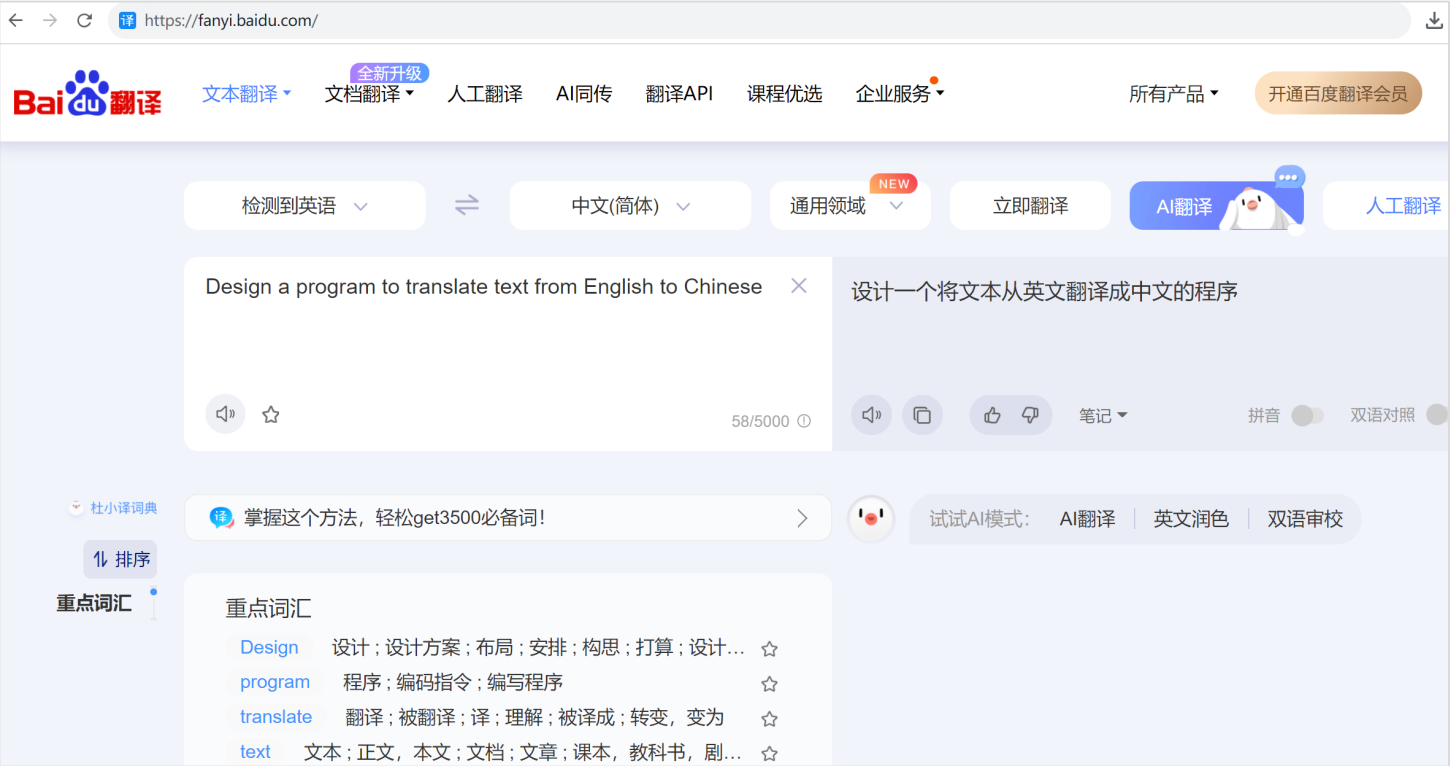 译 https://fanyi.baidu.com/
全新升级
Bai du 翻译 文本翻译 文档翻译 人工翻译 AI同传 翻译API 课程优选 企业服务 所有产品 开通百度翻译会员
NEW
检测到英语 中文(简体) 通用领域 立即翻译 AI翻译 人工翻译
Design a program to translate text from English to Chinese
设计一个将文本从英文翻译成中文的程序
58/5000
笔记 拼音 双语对照
杜小译词典
译 掌握这个方法，轻松get3500必备词！
试试AI模式： AI翻译 英文润色 双语审校
排序
重点词汇
重点词汇
Design 设计 ; 设计方案 ; 布局 ; 安排 ; 构思 ; 打算 ; 设计…
program 程序 ; 编码指令 ; 编写程序
translate 翻译 ; 被翻译 ; 译 ; 理解 ; 被译成 ; 转变，变为
text 文本 ; 正文，本文 ; 文档 ; 文章 ; 课本，教科书，剧…